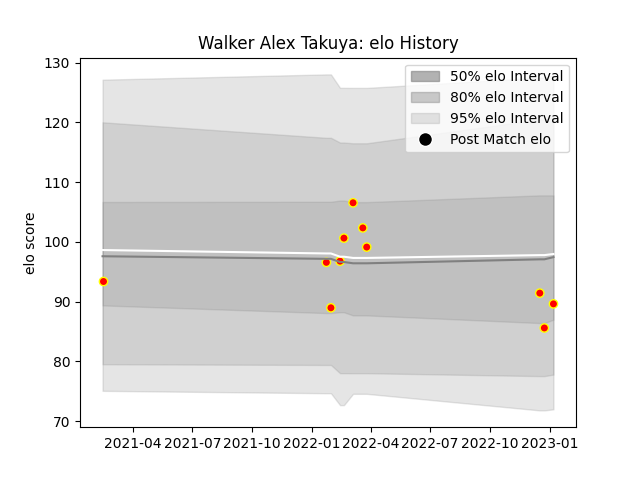 Walker Alex Takuya: elo History
130
120
110
100
90
80
70
elo score
50% elo Interval
80% elo Interval
95% elo Interval
Post Match elo
2021-04 2021-07 2021-10 2022-01 2022-04 2022-07 2022-10 2023-01